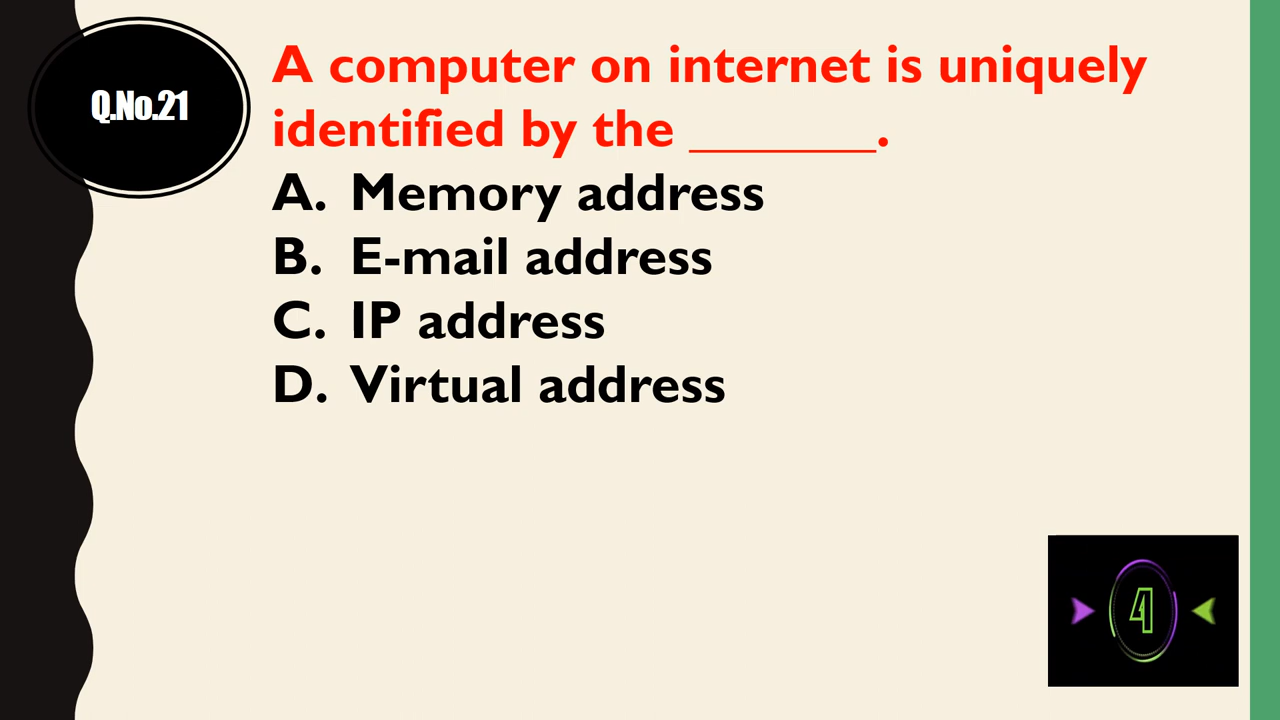 Q.No.21
A computer on internet is uniquely
identified by the _______.
A. Memory address
B. E-mail address
C. IP address
D. Virtual address
4